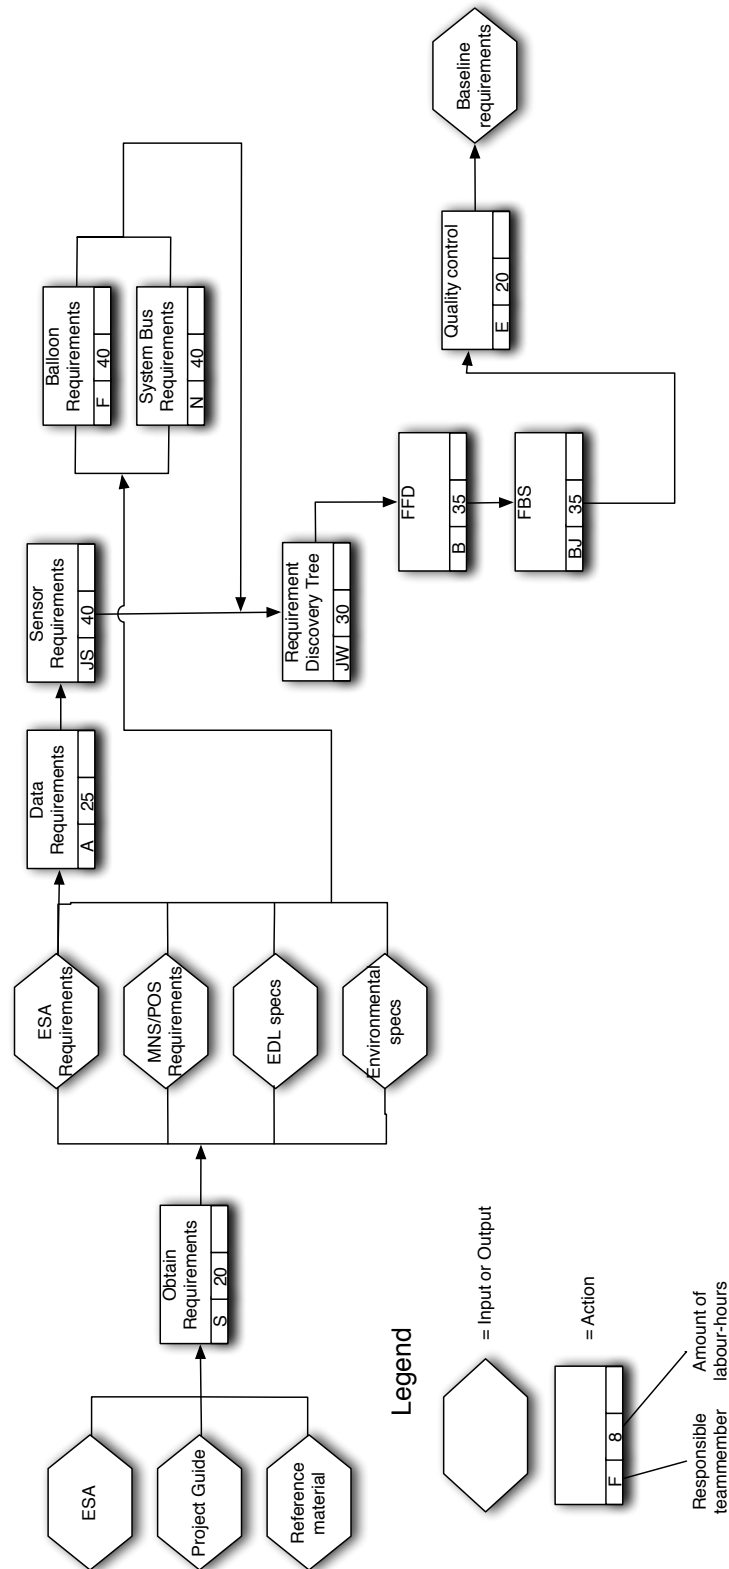 ESA
Project Guide
Reference
material
Obtain
Requirements
S 20
ESA
Requirements
MNS/POS
Requirements
EDL specs
Environmental
specs
Data
Requirements
A 25
Sensor
Requirements
JS 40
Balloon
Requirements
F 40
System Bus
Requirements
N 40
Requirement
Discovery Tree
JW 30
FFD
B 35
FBS
BJ 35
Quality control
E 20
Baseline
requirements
Legend
= Input or Output
= Action
F 8
Responsible
teammember
Amount of
labour-hours